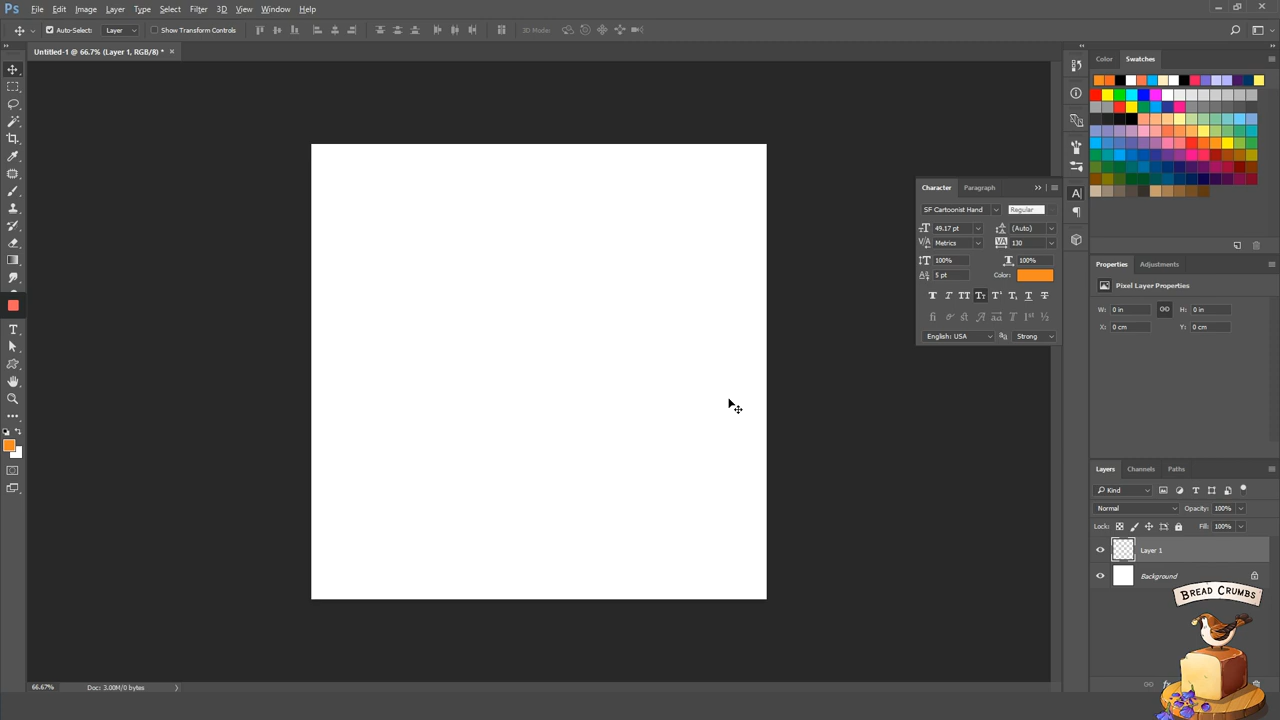 Ps File Edit Image Layer Type Select Filter 3D View Window Help
Auto-Select: Layer Show Transform Controls 3D Mode:
Untitled-1 @ 66.7% (Layer 1, RGB/8) *
Color Swatches
Character Paragraph
SF Cartoonist Hand Regular
49.17 pt (Auto)
Metrics 130
100% 100%
5 pt Color:
English: USA Strong
Properties Adjustments
Pixel Layer Properties
W: 0 in H: 0 in
X: 0 cm Y: 0 cm
Layers Channels Paths
Kind
Normal Opacity: 100%
Lock: Fill: 100%
Layer 1
Background
BREAD CRUMBS
66.67% Doc: 3.00M/0 bytes